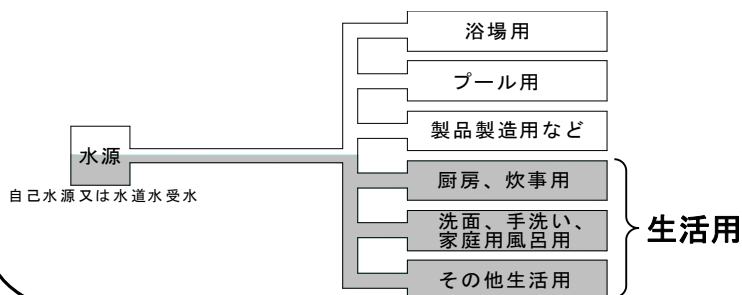 浴場用
プール用
製品製造用など
水源
自己水源又は水道水受水
厨房、炊事用
洗面、手洗い、
家庭用風呂用
生活用
その他生活用